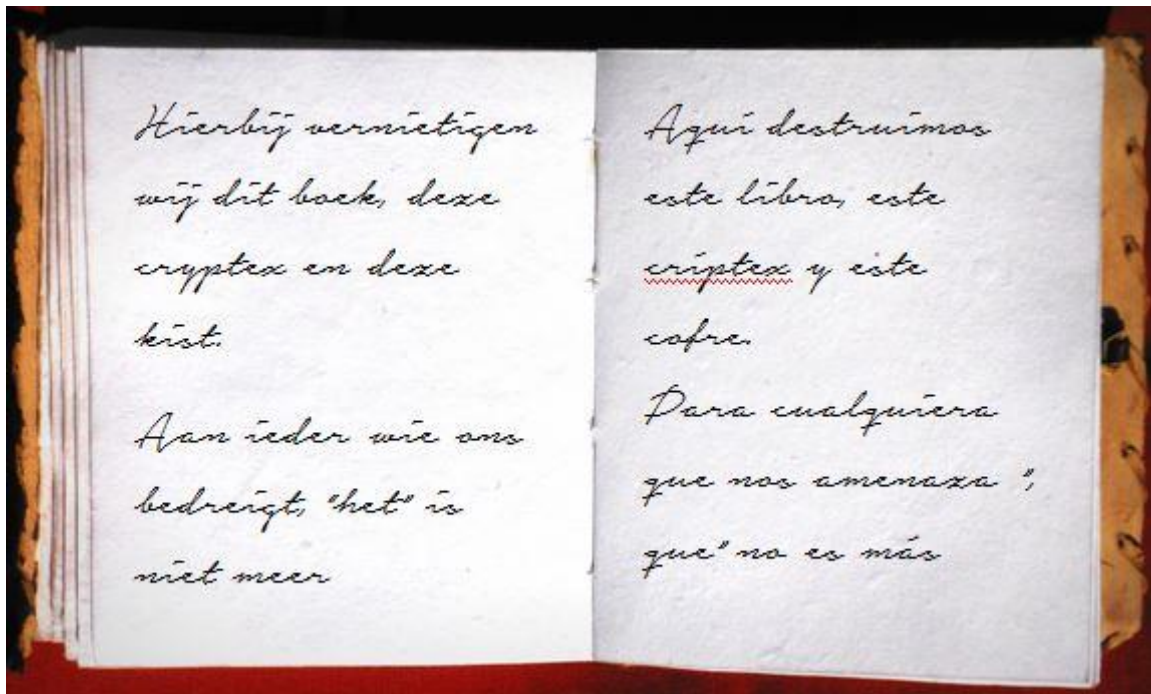 Hierbij vernietigen
wij dit boek, deze
cryptex en deze
kist.
Aan ieder wie ons
bedreigt, "het" is
niet meer
Aquí destruimos
este libro, este
criptex y este
cofre.
Para cualquiera
que nos amenaza ",
que" no es más